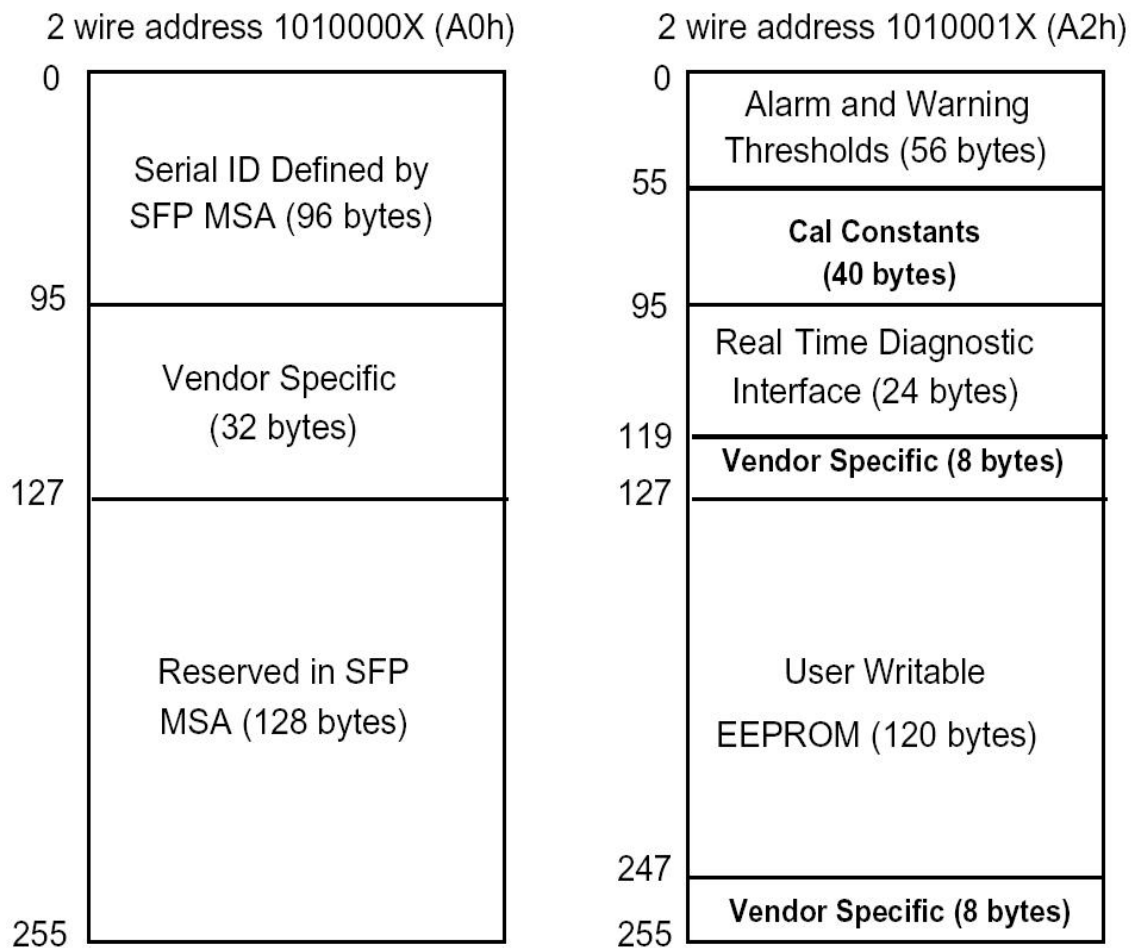 2 wire address 1010000X (A0h)
0
Serial ID Defined by
SFP MSA (96 bytes)
95
Vendor Specific
(32 bytes)
127
Reserved in SFP
MSA (128 bytes)
255
2 wire address 1010001X (A2h)
0
Alarm and Warning
Thresholds (56 bytes)
55
Cal Constants
(40 bytes)
95
Real Time Diagnostic
Interface (24 bytes)
119
Vendor Specific (8 bytes)
127
User Writable
EEPROM (120 bytes)
247
Vendor Specific (8 bytes)
255